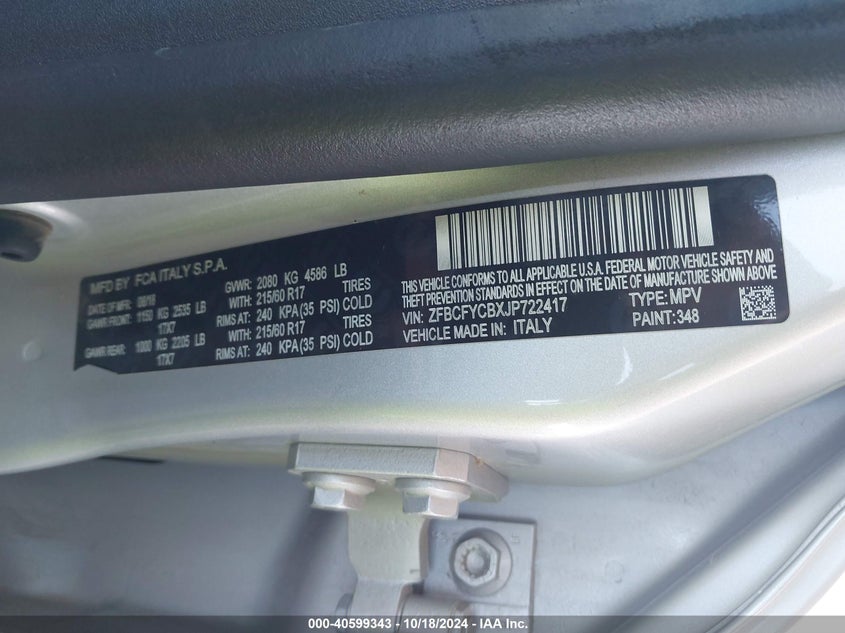 MFD BY FCA ITALY S.P.A.
DATE OF MFR: 08/18 GVWR: 2080 KG 4586 LB
GAWR FRONT: 1150 KG 2535 LB WITH: 215/60 R17 TIRES
17X7 RIMS AT: 240 KPA (35 PSI) COLD
GAWR REAR: 1000 KG 2205 LB WITH: 215/60 R17 TIRES
17X7 RIMS AT: 240 KPA (35 PSI) COLD
THIS VEHICLE CONFORMS TO ALL APPLICABLE U.S.A. FEDERAL MOTOR VEHICLE SAFETY AND
THEFT PREVENTION STANDARDS IN EFFECT ON THE DATE OF MANUFACTURE SHOWN ABOVE.
VIN: ZFBCFYCBXJP722417 TYPE: MPV
VEHICLE MADE IN: ITALY PAINT: 348
000-40599343 / 10/18/2024 - IAA Inc.